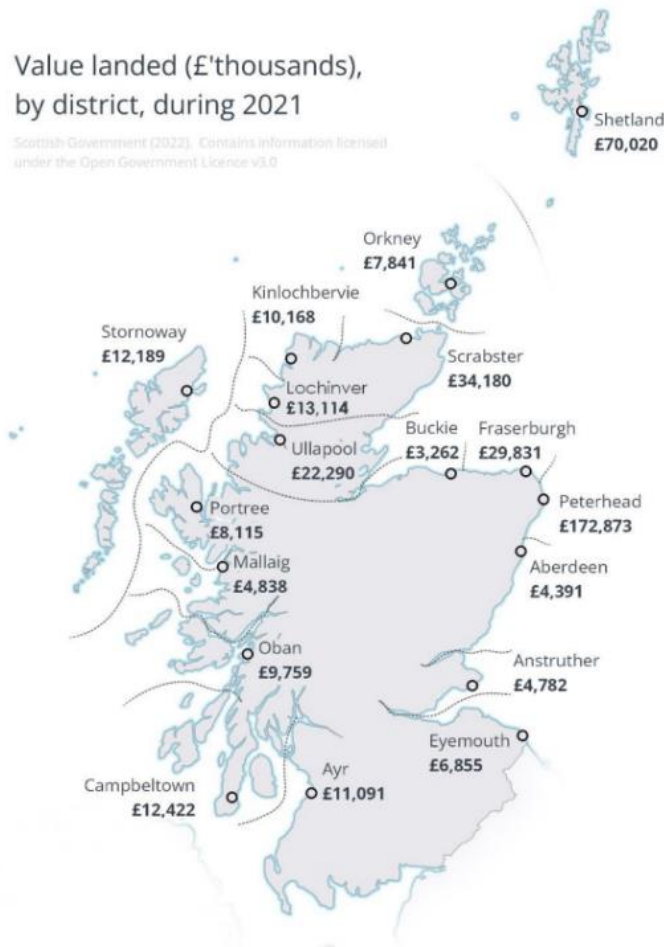 Value landed (£'thousands),
by district, during 2021
Scottish Government (2022). Contains information licensed
under the Open Government Licence v3.0
Shetland
£70,020
Orkney
£7,841
Kinlochbervie
£10,168
Stornoway
£12,189
Scrabster
£34,180
Lochinver
£13,114
Buckie
£3,262
Fraserburgh
£29,831
Ullapool
£22,290
Peterhead
£172,873
Portree
£8,115
Mallaig
£4,838
Aberdeen
£4,391
Oban
£9,759
Anstruther
£4,782
Eyemouth
£6,855
Ayr
£11,091
Campbeltown
£12,422